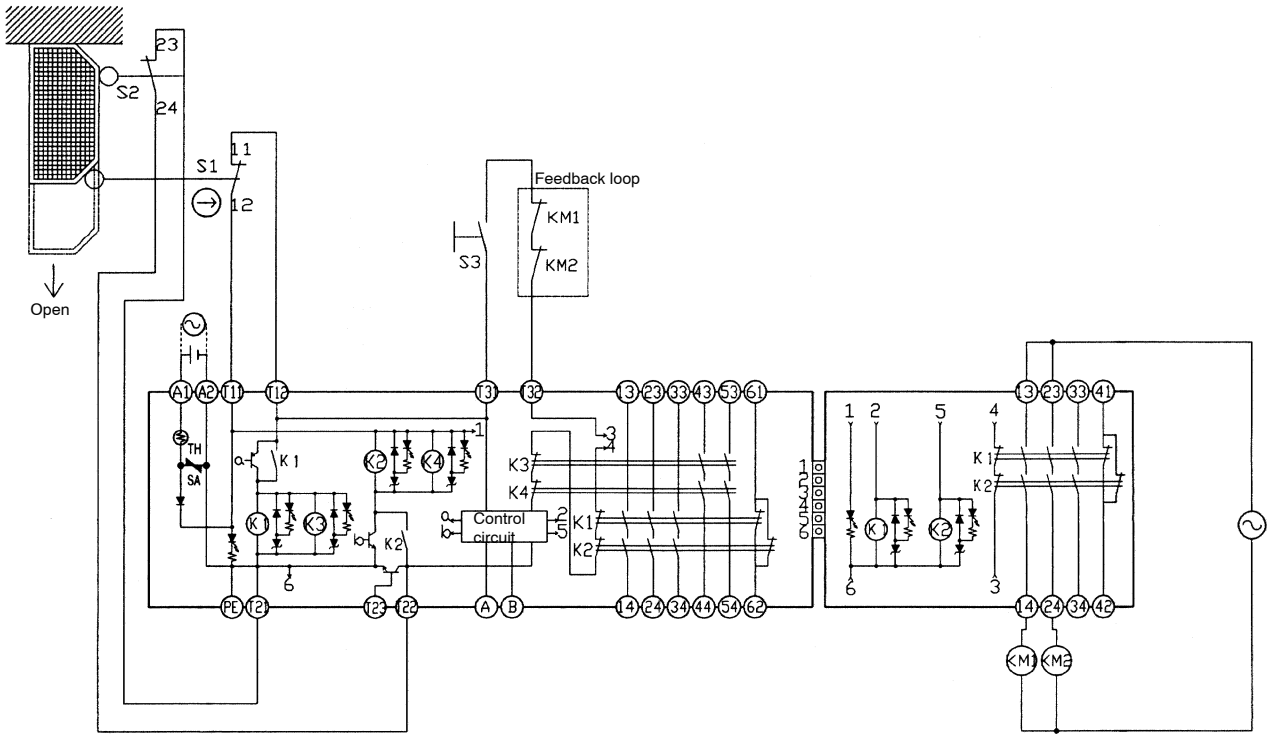 23
S2
24
11
S1
12
Open
Feedback loop
KM1
KM2
S3
A1 A2 T11 T12 T31 T32 13 23 33 43 53 61
13 23 33 41
TH
SA
a
K1
K2
K4
1
3
4
K3
K4
K1
K3
b
K2
a
b
Control
circuit
2
5
K1
K2
6
1
2
3
4
5
6
1 2 5 4
K1
K2
K1
K2
6
3
PE T21 T23 T22 A B 14 24 34 44 54 62
14 24 34 42
KM1 KM2